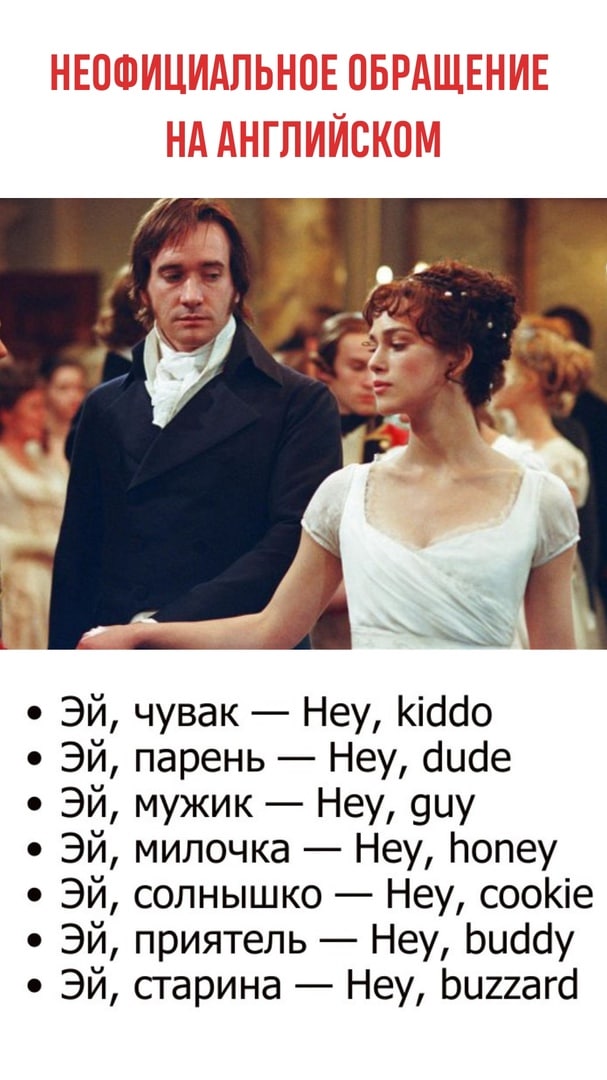 НЕОФИЦИАЛЬНОЕ ОБРАЩЕНИЕ
НА АНГЛИЙСКОМ
• Эй, чувак — Hey, kiddo
• Эй, парень — Hey, dude
• Эй, мужик — Hey, guy
• Эй, милочка — Hey, honey
• Эй, солнышко — Hey, cookie
• Эй, приятель — Hey, buddy
• Эй, старина — Hey, buzzard